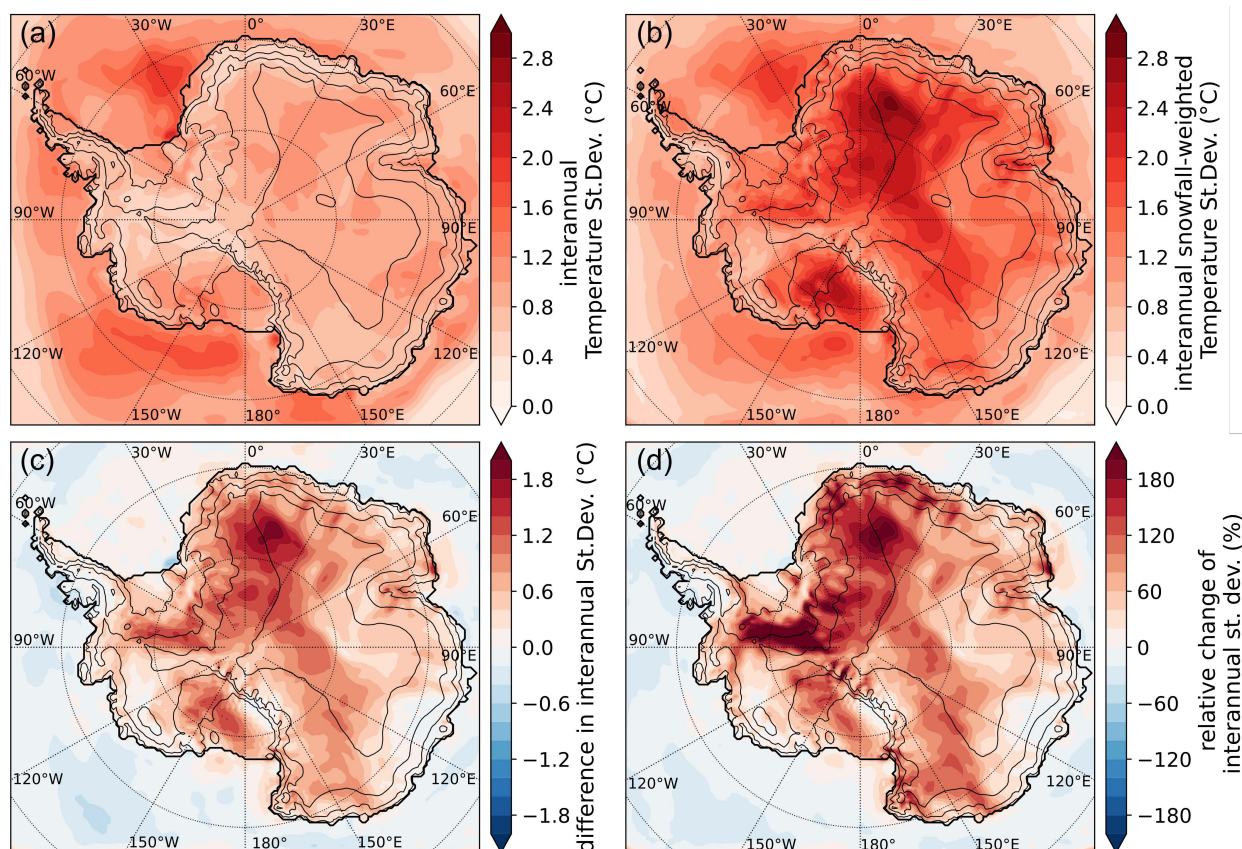 (a)
30°W
0°
30°E
60°W
60°E
90°W
90°E
120°W
120°E
150°W
180
150°E
2.8
2.4
2.0
1.6
1.2
0.8
0.4
0.0
interannual
Temperature St.Dev. (°C)
(b)
30°W
0°
30°E
60°W
60°E
90°W
90°E
120°W
120°E
150°W
180
150°E
2.8
2.4
2.0
1.6
1.2
0.8
0.4
0.0
interannual snowfall-weighted
Temperature St.Dev. (°C)
(c)
30°W
0°
30°E
60°W
60°E
90°W
90°E
120°W
120°E
150°W
180
150°E
1.8
1.2
0.6
0.0
−0.6
−1.2
−1.8
difference in interannual St.Dev. (°C)
(d)
30°W
0°
30°E
60°W
60°E
90°W
90°E
120°W
120°E
150°W
180
150°E
180
120
60
0
−60
−120
−180
relative change of
interannual st. dev. (%)